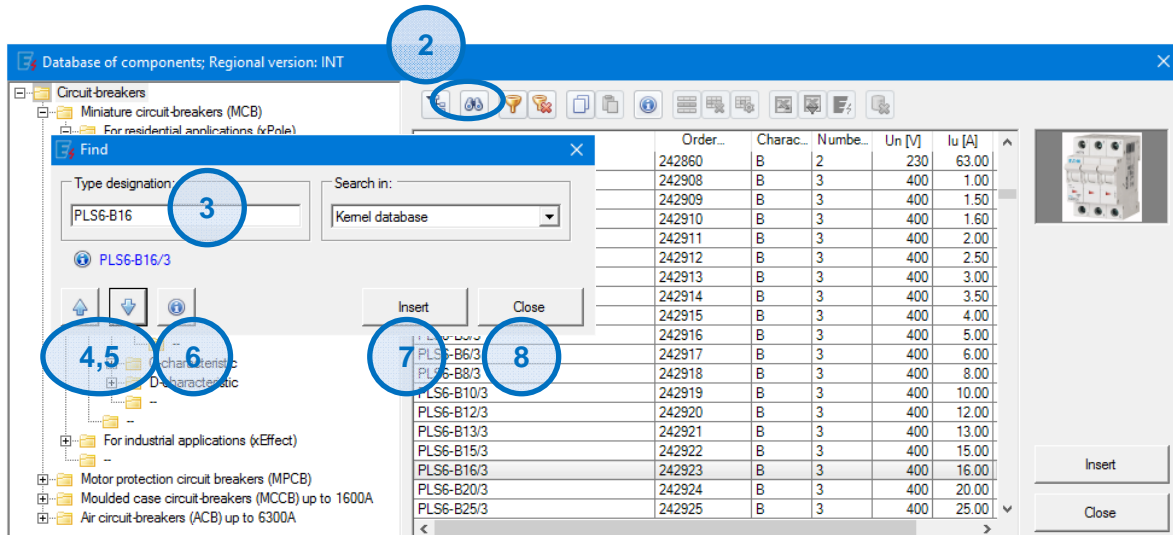 2
Database of components; Regional version: INT
Circuit-breakers
Miniature circuit-breakers (MCB)
For residential applications (xPole)
Find
Type designation:
PLS6-B16
3
Search in:
Kernel database
PLS6-B16/3
Insert
Close
4,5
6
7
8
--
C-characteristic
D-characteristic
--
--
For industrial applications (xEffect)
--
Motor protection circuit breakers (MPCB)
Moulded case circuit-breakers (MCCB) up to 1600A
Air circuit-breakers (ACB) up to 6300A
Order... Charac... Numbe... Un [V] Iu [A]
242860 B 2 230 63.00
242908 B 3 400 1.00
242909 B 3 400 1.50
242910 B 3 400 1.60
242911 B 3 400 2.00
242912 B 3 400 2.50
242913 B 3 400 3.00
242914 B 3 400 3.50
242915 B 3 400 4.00
242916 B 3 400 5.00
PLS6-B6/3 242917 B 3 400 6.00
PLS6-B8/3 242918 B 3 400 8.00
PLS6-B10/3 242919 B 3 400 10.00
PLS6-B12/3 242920 B 3 400 12.00
PLS6-B13/3 242921 B 3 400 13.00
PLS6-B15/3 242922 B 3 400 15.00
PLS6-B16/3 242923 B 3 400 16.00
PLS6-B20/3 242924 B 3 400 20.00
PLS6-B25/3 242925 B 3 400 25.00
Insert
Close